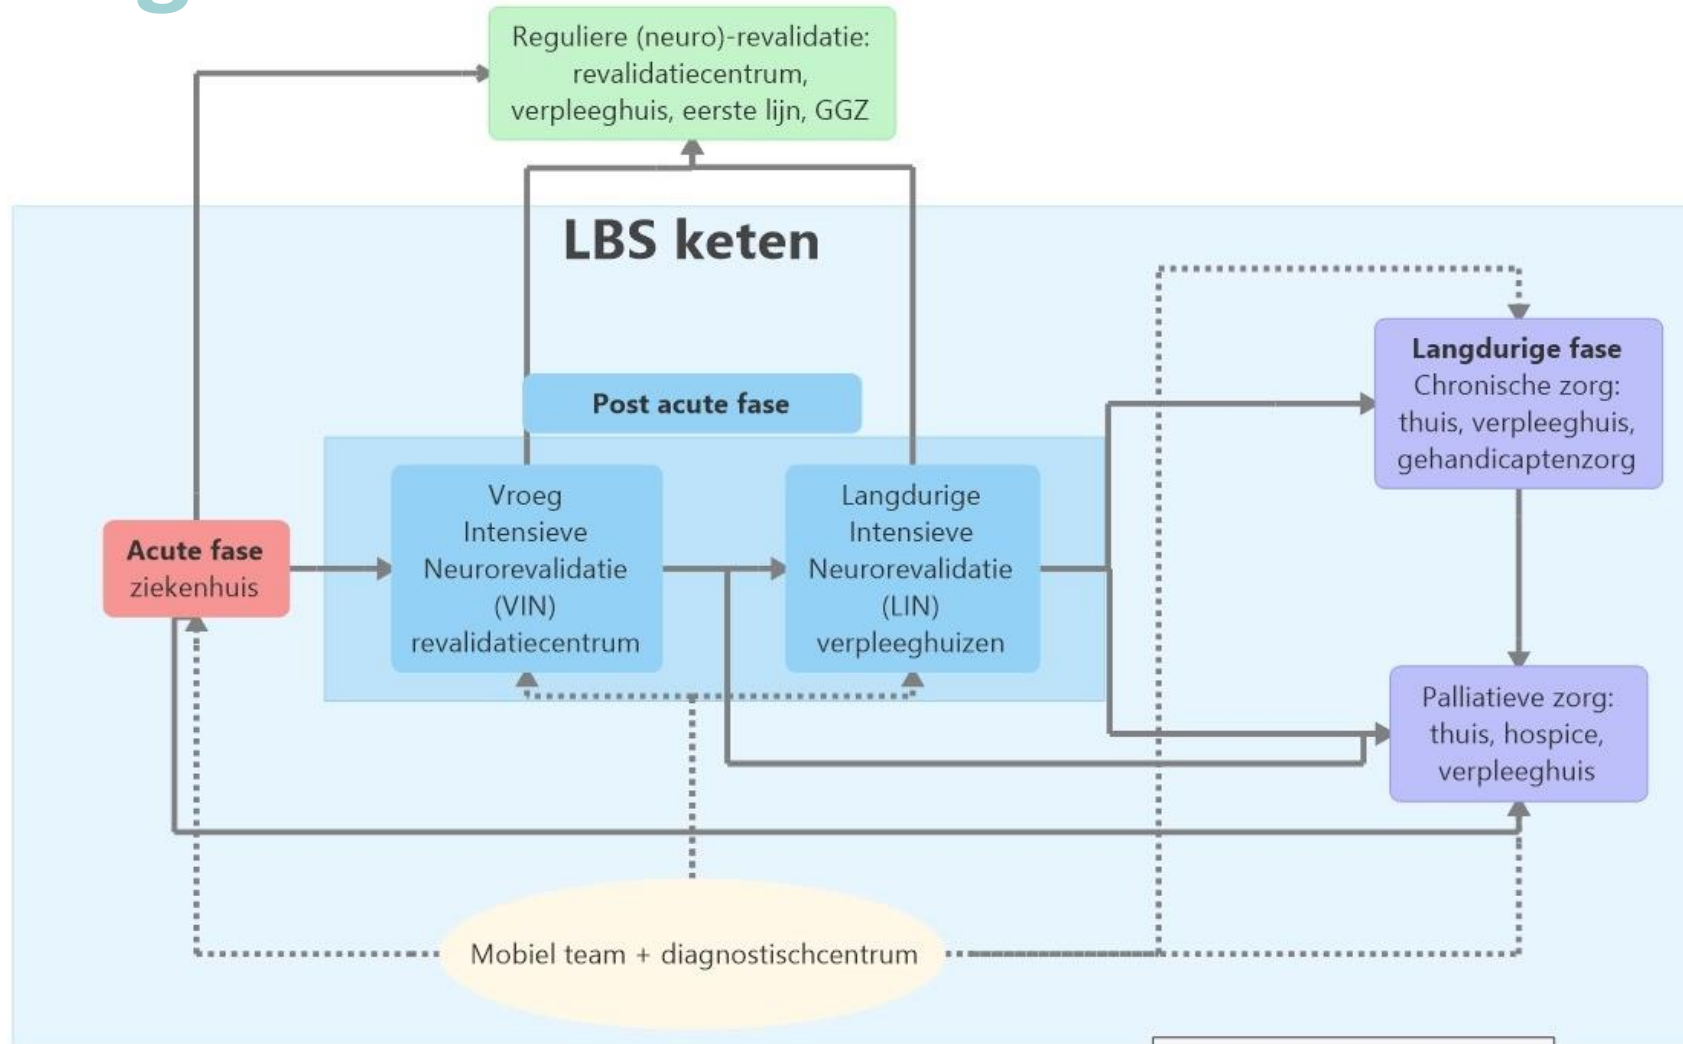 Reguliere (neuro)-revalidatie:
revalidatiecentrum,
verpleeghuis, eerste lijn, GGZ
LBS keten
Post acute fase
Langdurige fase
Chronische zorg:
thuis, verpleeghuis,
gehandicaptenzorg
Acute fase
ziekenhuis
Vroeg
Intensieve
Neurorevalidatie
(VIN)
revalidatiecentrum
Langdurige
Intensieve
Neurorevalidatie
(LIN)
verpleeghuizen
Palliatieve zorg:
thuis, hospice,
verpleeghuis
Mobiel team + diagnostischcentrum